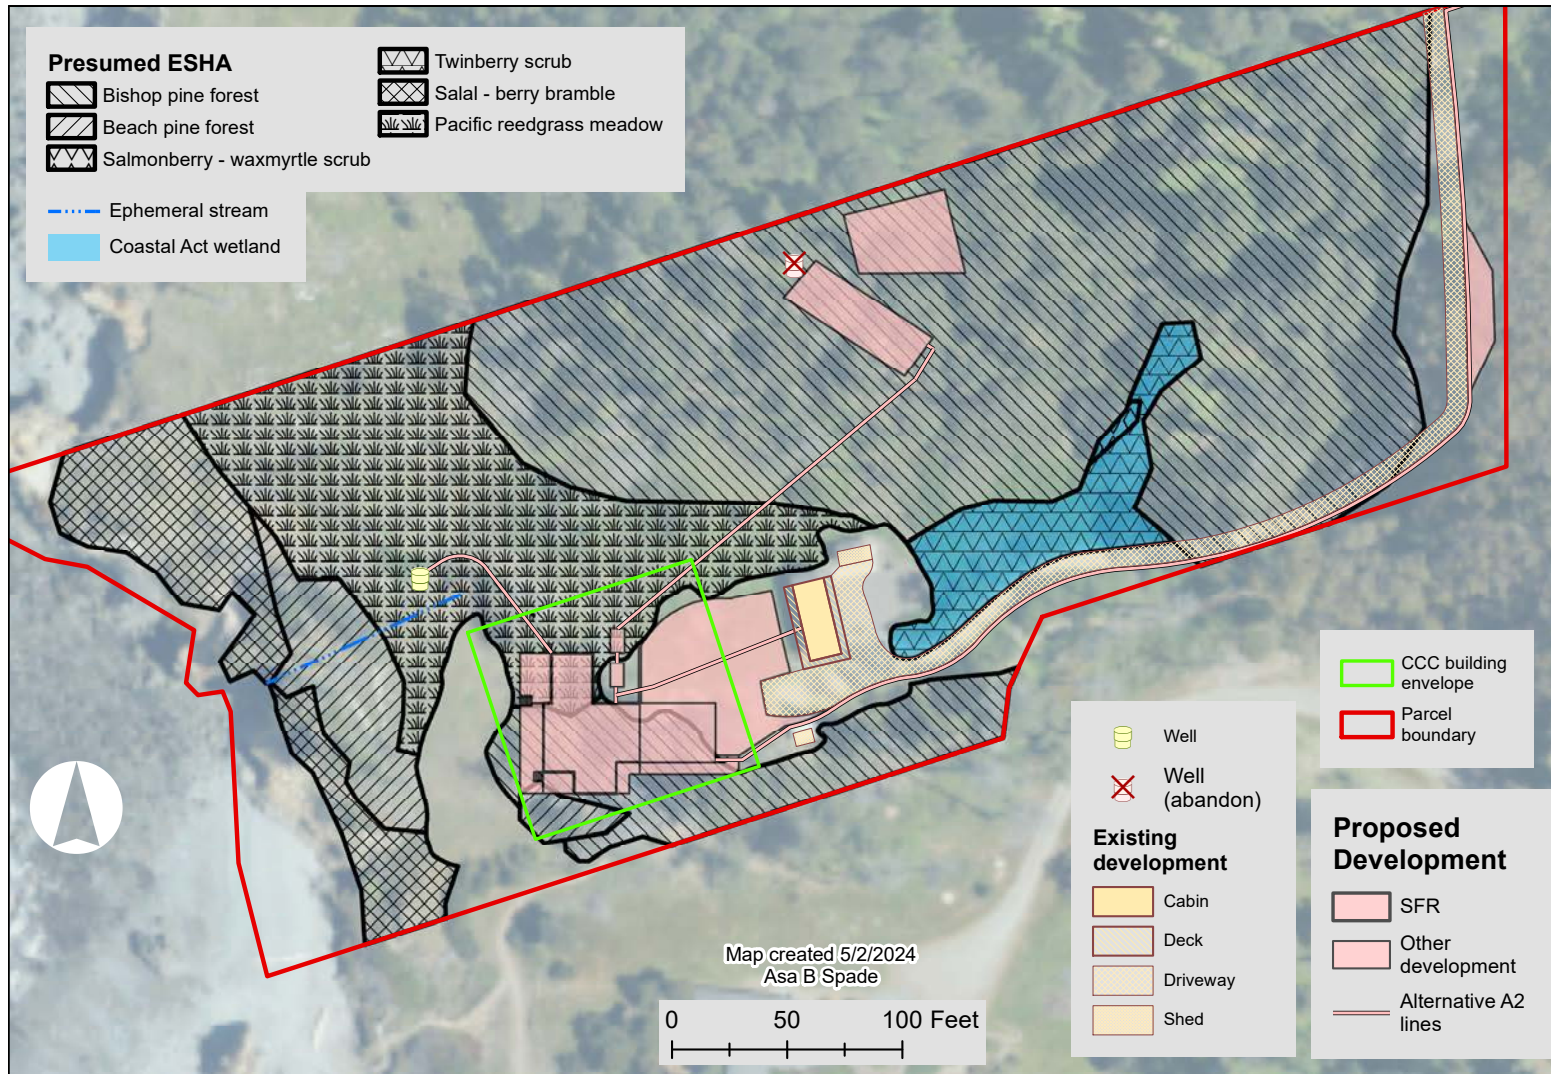 Presumed ESHA
Bishop pine forest
Beach pine forest
Salmonberry - waxmyrtle scrub
Twinberry scrub
Salal - berry bramble
Pacific reedgrass meadow
Ephemeral stream
Coastal Act wetland
CCC building
envelope
Parcel
boundary
Well
Well
(abandon)
Existing
development
Cabin
Deck
Driveway
Shed
Proposed
Development
SFR
Other
development
Alternative A2
lines
Map created 5/2/2024
Asa B Spade
0 50 100 Feet